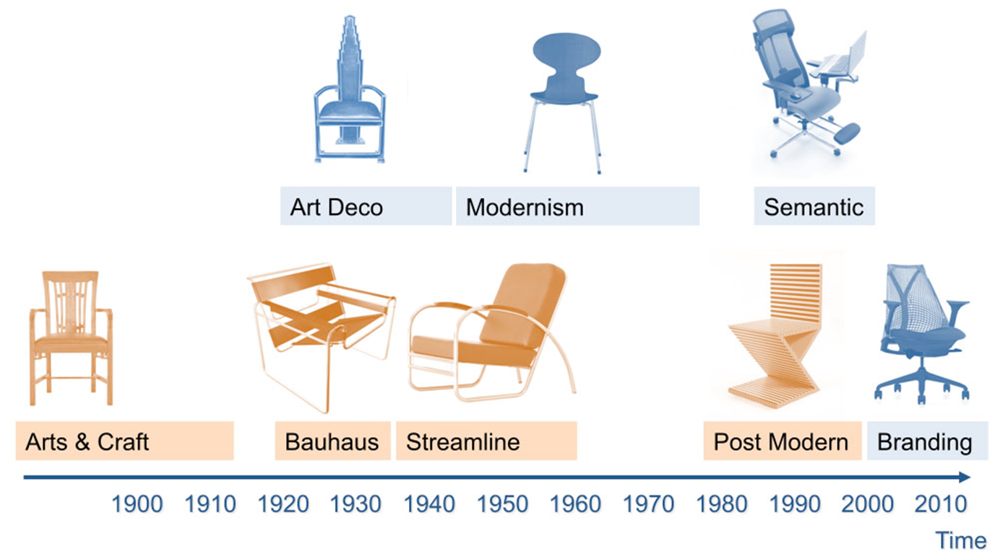 Art Deco
Modernism
Semantic
Arts & Craft
Bauhaus
Streamline
Post Modern
Branding
1900 1910 1920 1930 1940 1950 1960 1970 1980 1990 2000 2010
Time